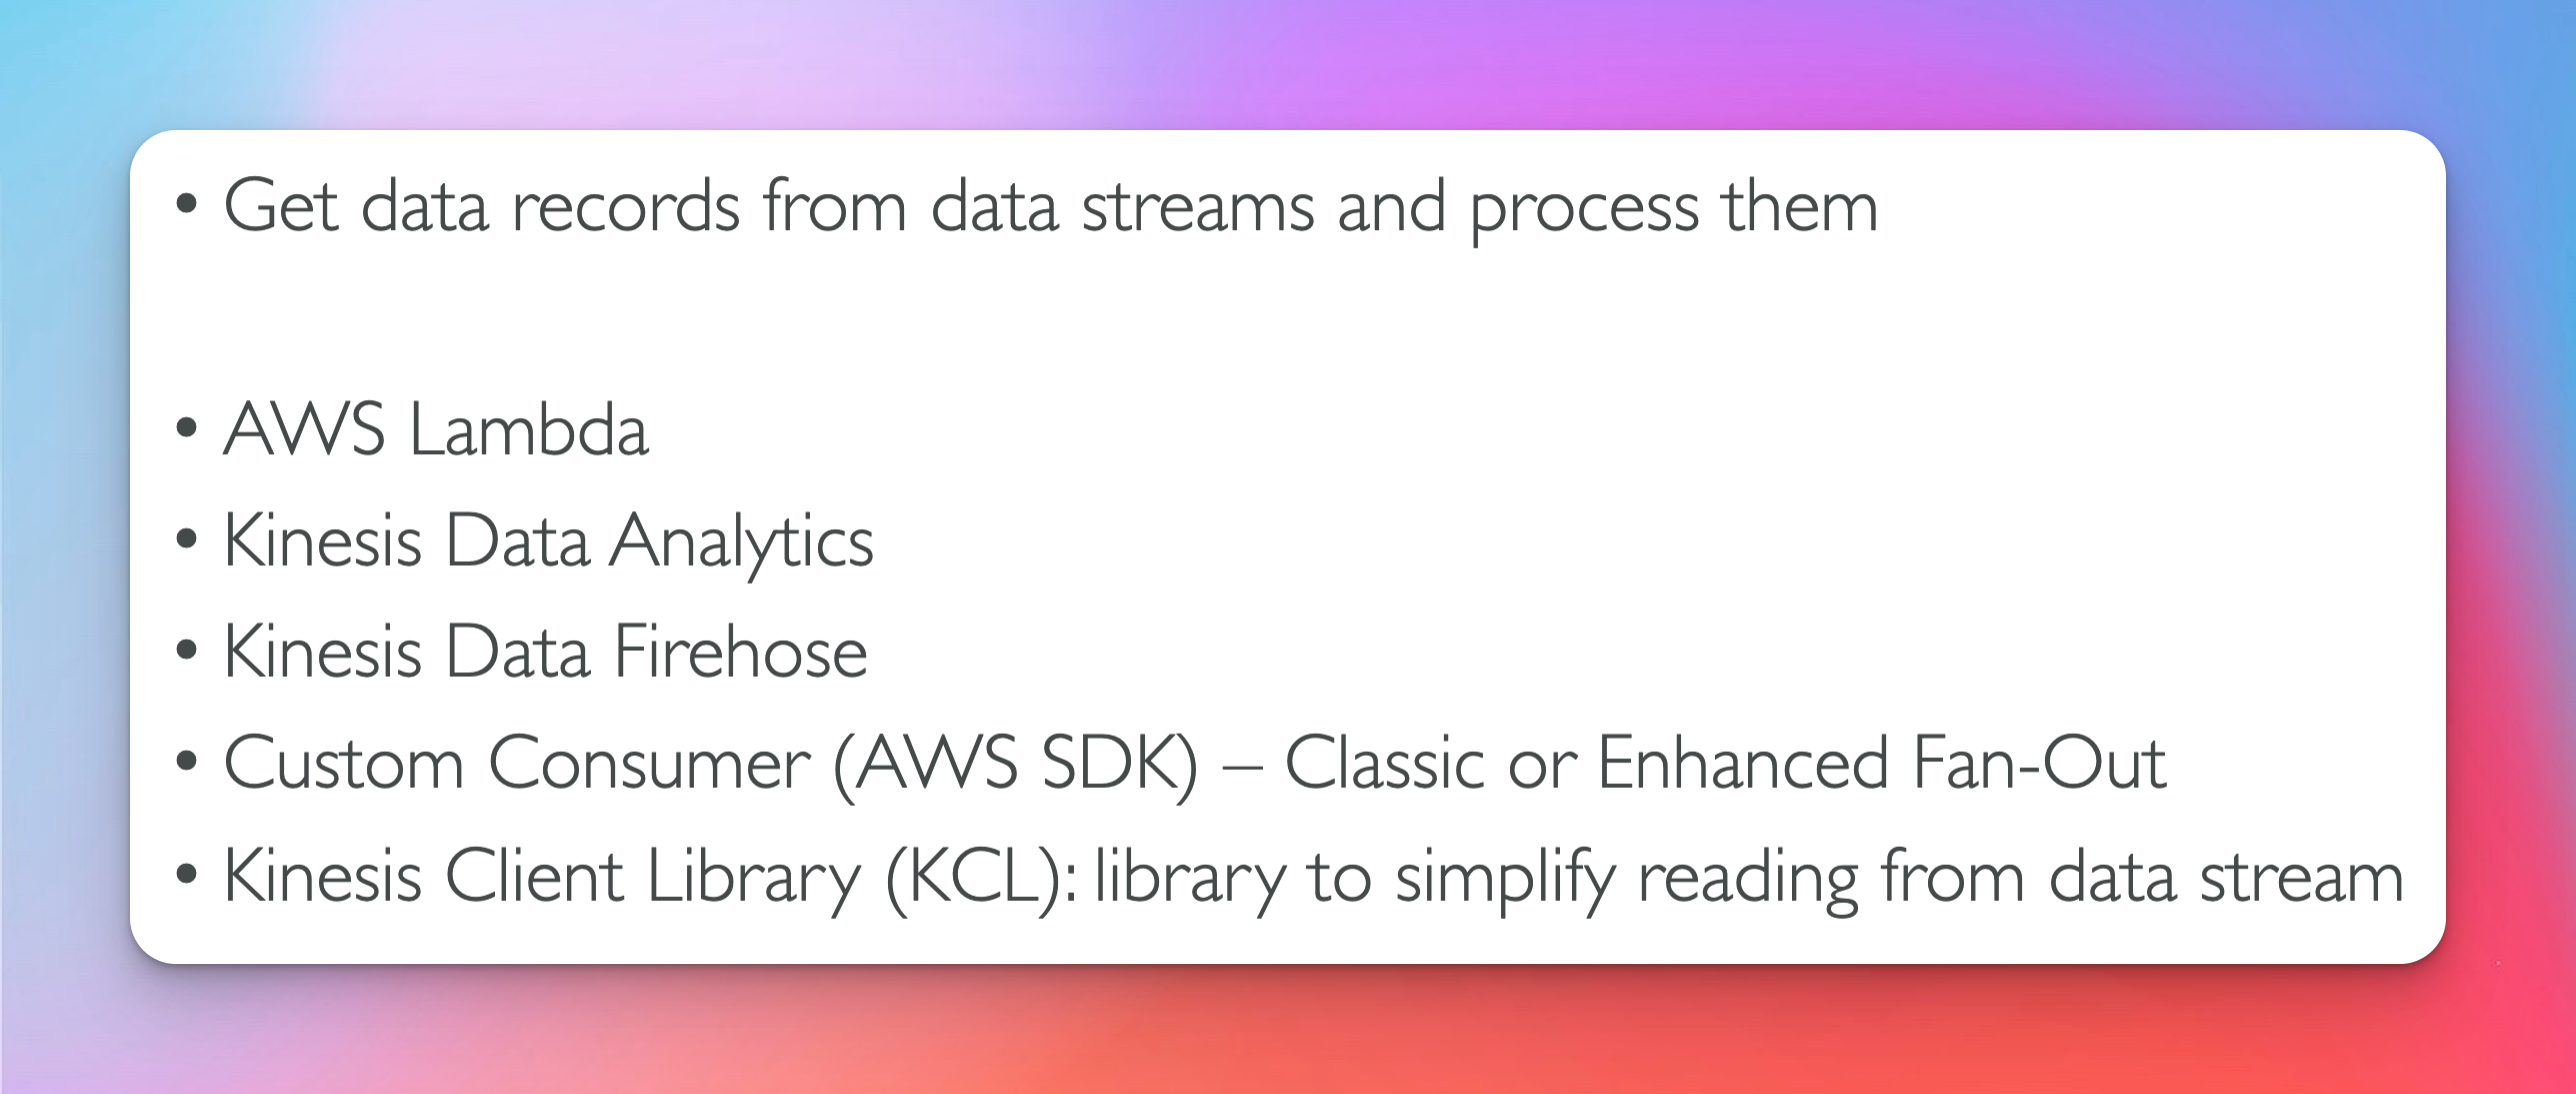 • Get data records from data streams and process them
• AWS Lambda
• Kinesis Data Analytics
• Kinesis Data Firehose
• Custom Consumer (AWS SDK) – Classic or Enhanced Fan-Out
• Kinesis Client Library (KCL): library to simplify reading from data stream